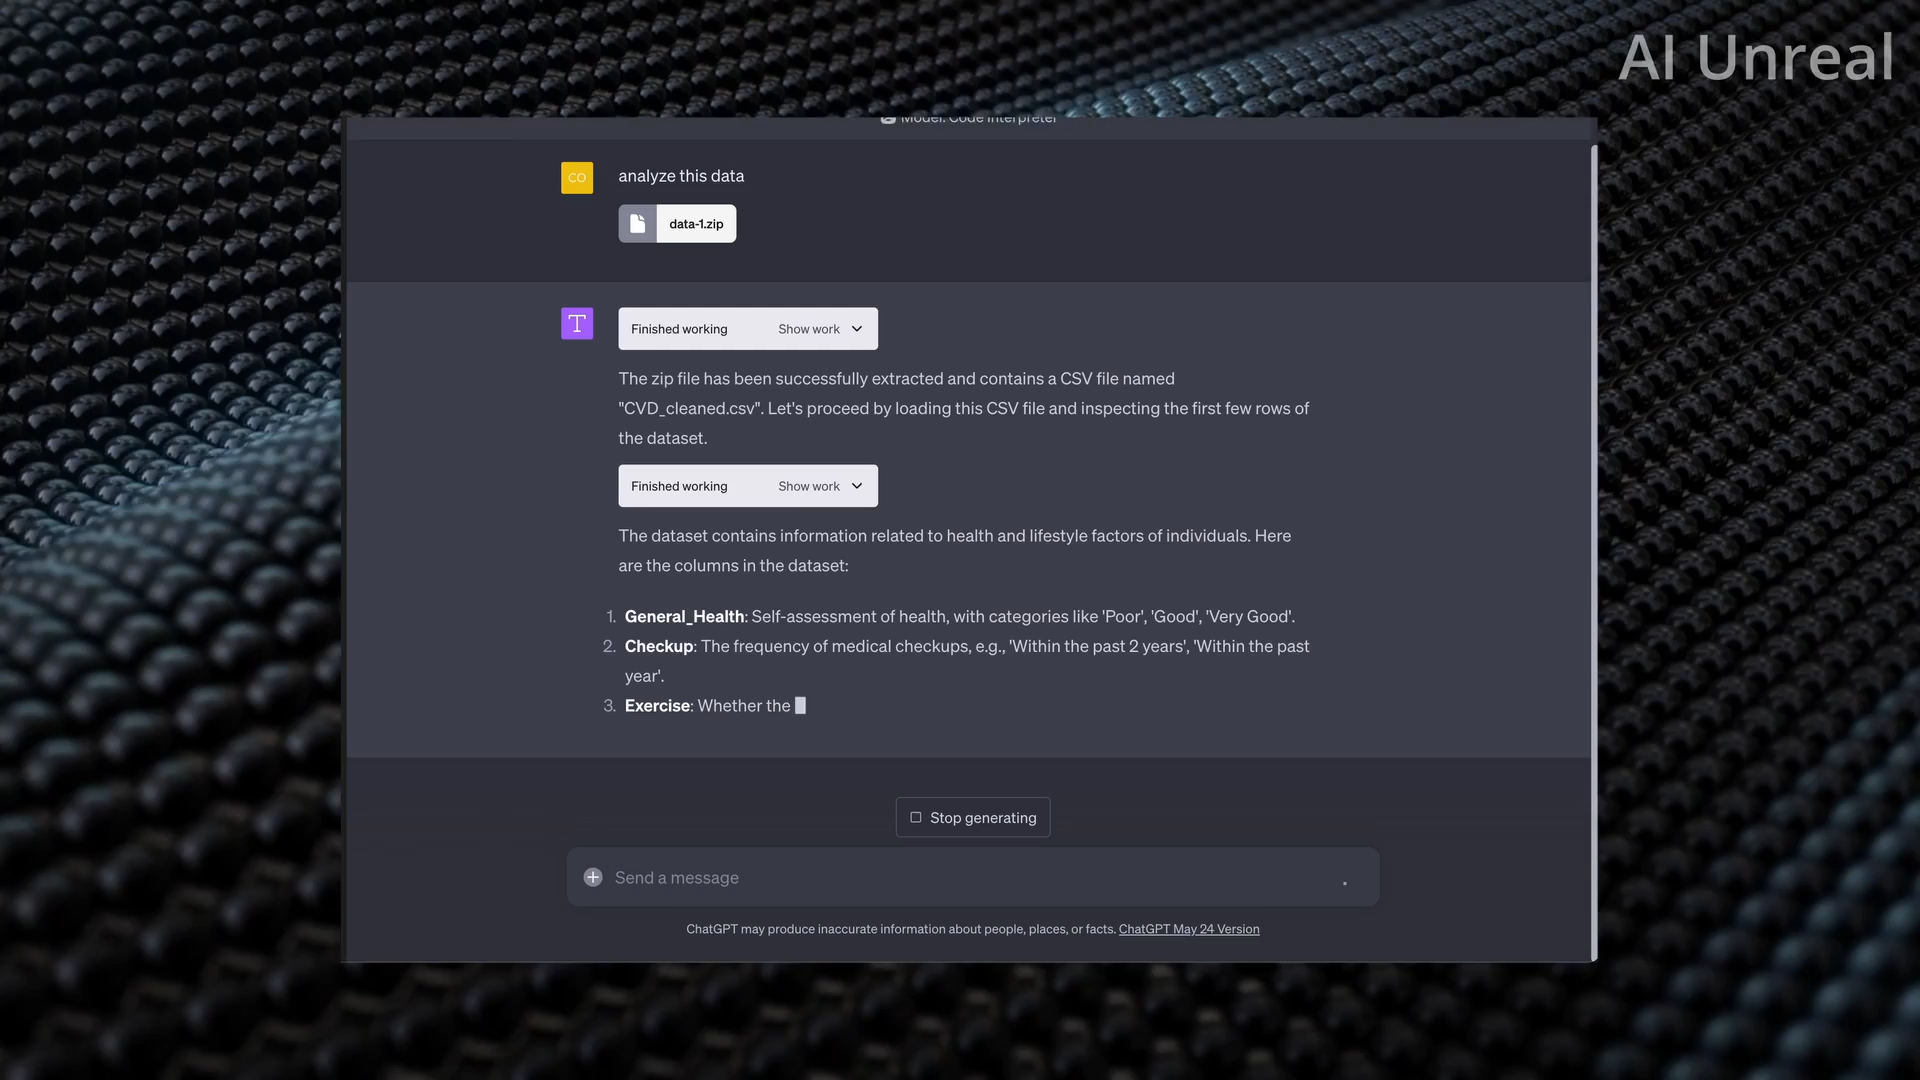 AI Unreal
Model: Code Interpreter
CO
analyze this data
data-1.zip
T
Finished working Show work
The zip file has been successfully extracted and contains a CSV file named
"CVD_cleaned.csv". Let's proceed by loading this CSV file and inspecting the first few rows of
the dataset.
Finished working Show work
The dataset contains information related to health and lifestyle factors of individuals. Here
are the columns in the dataset:
1. General_Health: Self-assessment of health, with categories like 'Poor', 'Good', 'Very Good'.
2. Checkup: The frequency of medical checkups, e.g., 'Within the past 2 years', 'Within the past
year'.
3. Exercise: Whether the
Stop generating
Send a message
ChatGPT may produce inaccurate information about people, places, or facts. ChatGPT May 24 Version